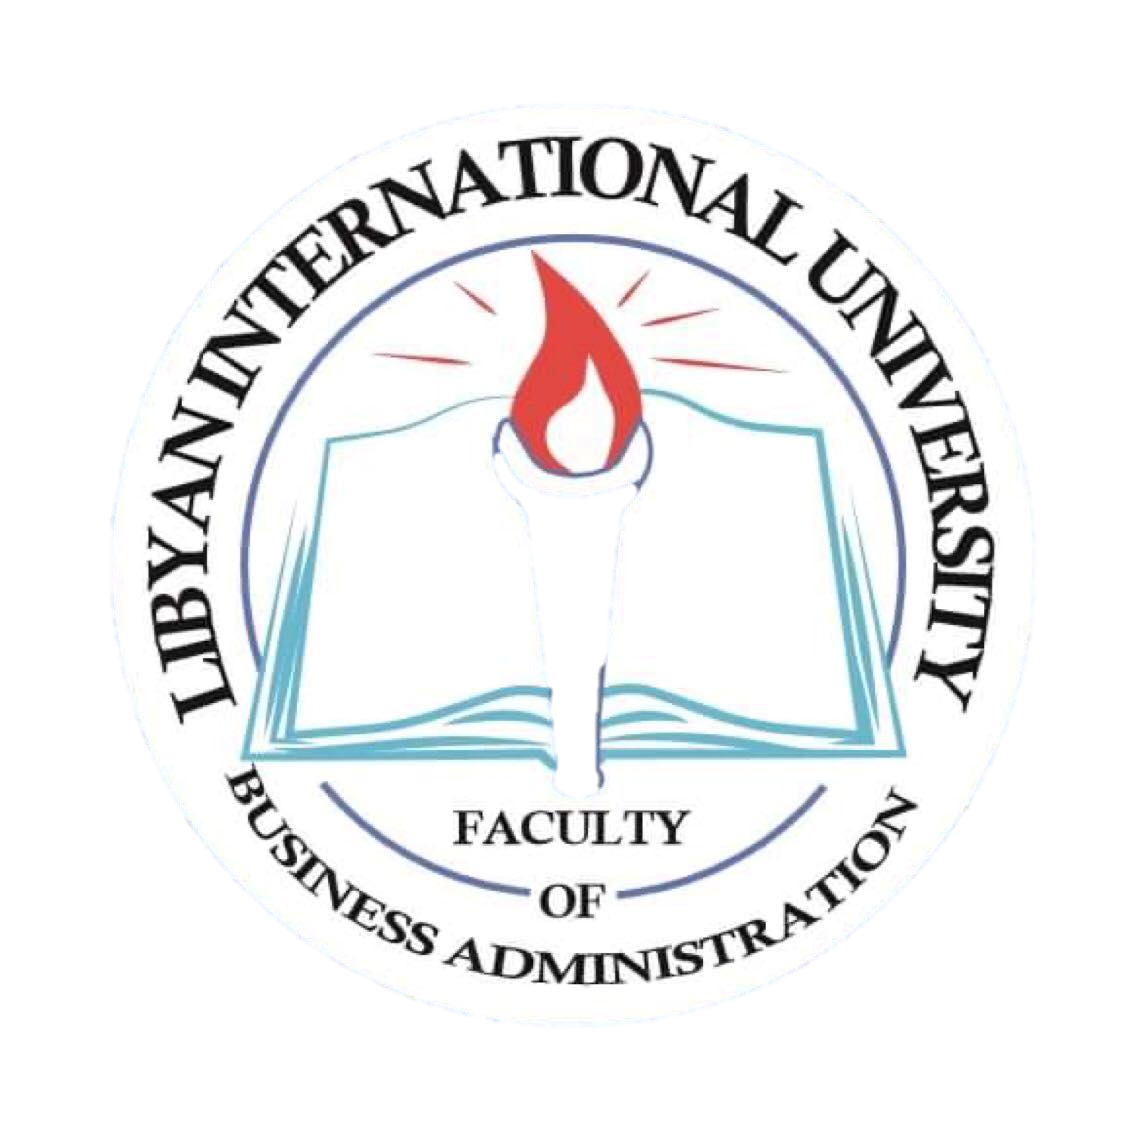 LIBYAN INTERNATIONAL UNIVERSITY
FACULTY
OF
BUSINESS ADMINISTRATION